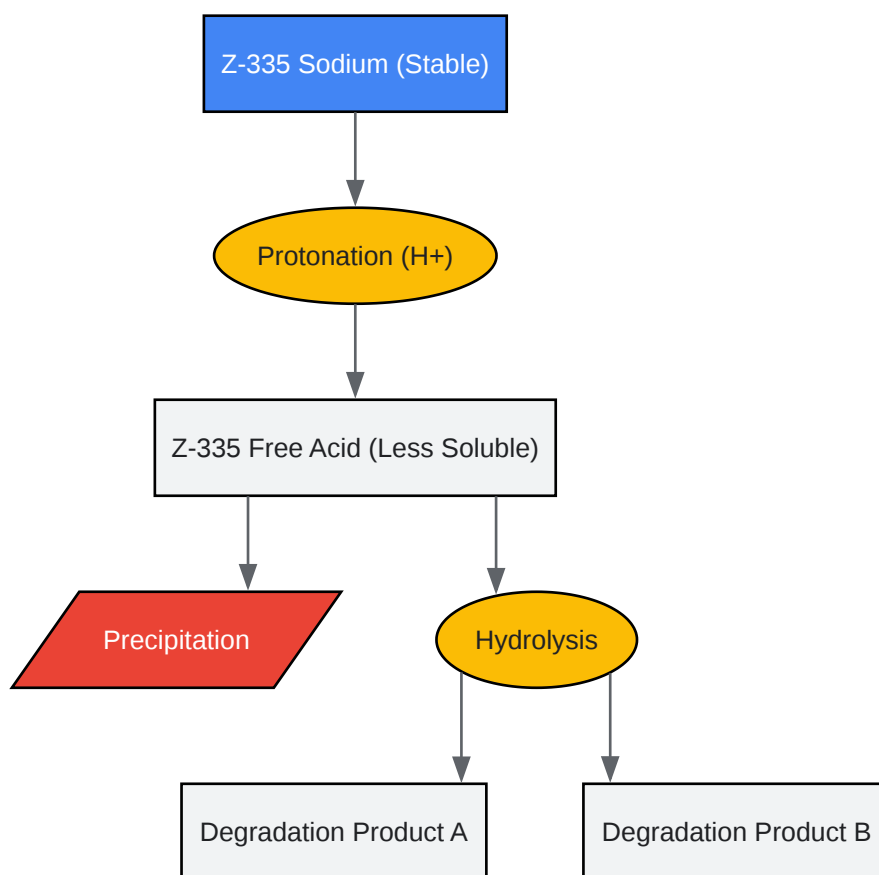 Z-335 Sodium (Stable)
Protonation (H+)
Z-335 Free Acid (Less Soluble)
Precipitation
Hydrolysis
Degradation Product A
Degradation Product B